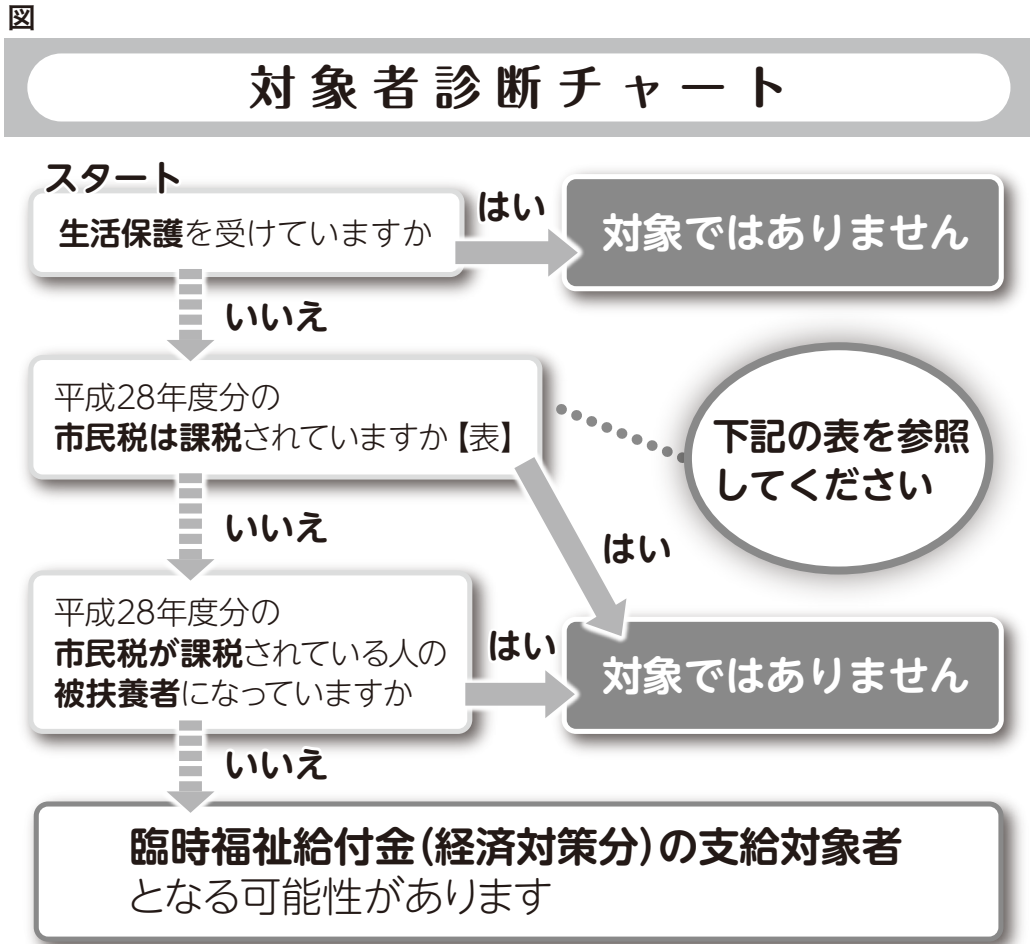 図
対象者診断チャート
スタート
生活保護を受けていますか
はい
対象ではありません
いいえ
平成28年度分の
市民税は課税されていますか【表】
下記の表を参照
してください
いいえ
はい
平成28年度分の
市民税が課税されている人の
被扶養者になっていますか
はい
対象ではありません
いいえ
臨時福祉給付金(経済対策分)の支給対象者
となる可能性があります